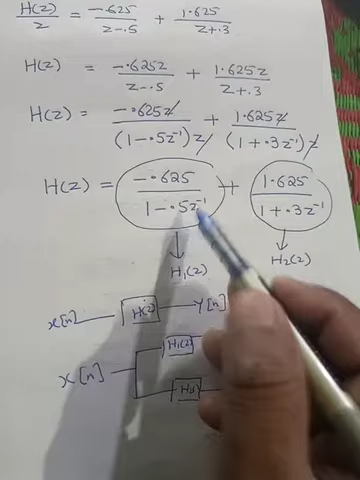 H(z)/z = -.625/z-.5 + 1.625/z+.3
H(z) = -.625z/z-.5 + 1.625z/z+.3
H(z) = -.625z/(1-.5z⁻¹)z + 1.625z/(1+.3z⁻¹)z
H(z) = -.625/1-.5z⁻¹ + 1.625/1+.3z⁻¹
H₁(z) H₂(z)
x[n] H(z) Y[n]
H₁(z)
x[n]